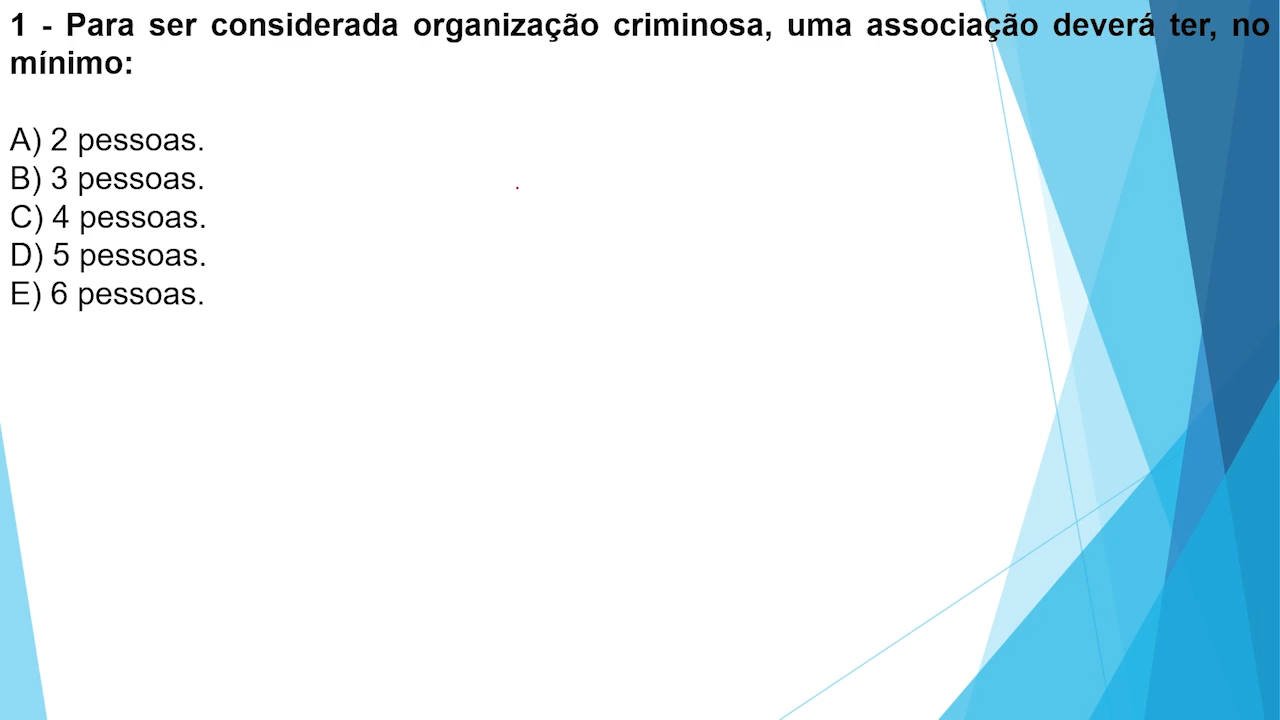 1 - Para ser considerada organização criminosa, uma associação deverá ter, no
mínimo:
A) 2 pessoas.
B) 3 pessoas.
C) 4 pessoas.
D) 5 pessoas.
E) 6 pessoas.